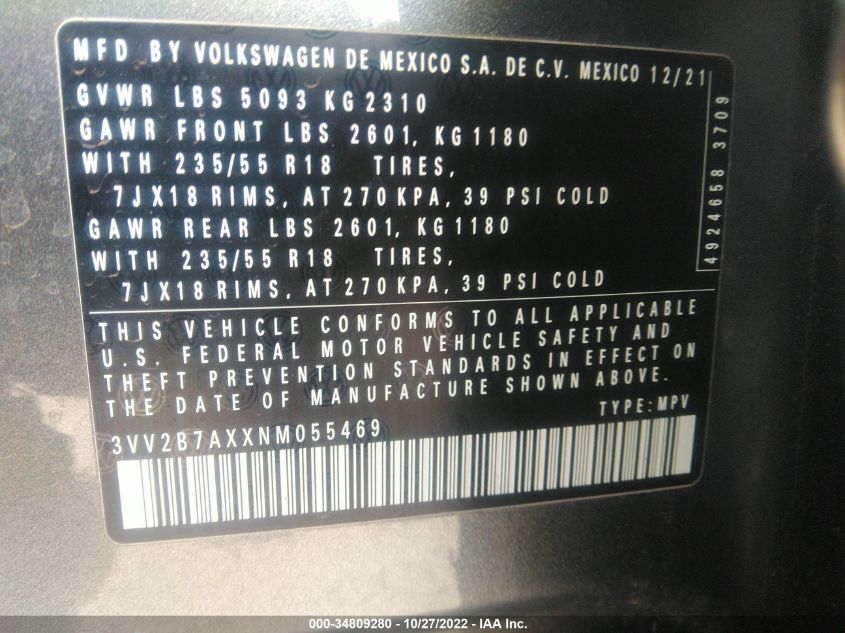 MFD BY VOLKSWAGEN DE MEXICO S.A. DE C.V. MEXICO 12/21
GVWR LBS 5093 KG 2310
GAWR FRONT LBS 2601, KG 1180
WITH 235/55 R18 TIRES,
7JX18 RIMS, AT 270 KPA, 39 PSI COLD
GAWR REAR LBS 2601, KG 1180
WITH 235/55 R18 TIRES,
7JX18 RIMS, AT 270 KPA, 39 PSI COLD
4924658 3709
THIS VEHICLE CONFORMS TO ALL APPLICABLE
U.S. FEDERAL MOTOR VEHICLE SAFETY AND
THEFT PREVENTION STANDARDS IN EFFECT ON
THE DATE OF MANUFACTURE SHOWN ABOVE.
TYPE: MPV
3VV2B7AXXNM055469
000-34809280 - 10/27/2022 - IAA Inc.